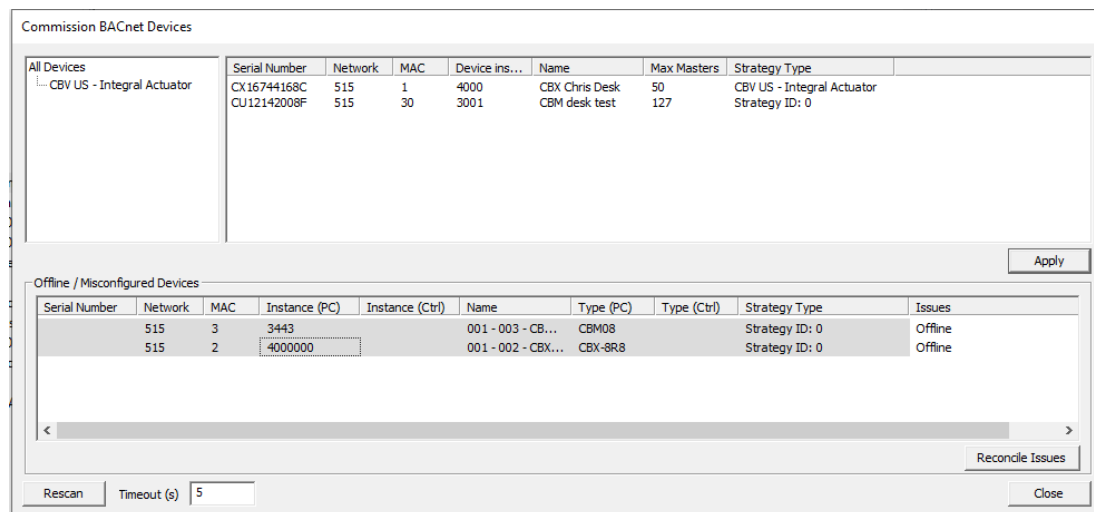 Commission BACnet Devices
All Devices
CBV US - Integral Actuator
Serial Number Network MAC Device ins... Name Max Masters Strategy Type
CX16744168C 515 1 4000 CBX Chris Desk 50 CBV US - Integral Actuator
CU12142008F 515 30 3001 CBM desk test 127 Strategy ID: 0
Apply
Offline / Misconfigured Devices
Serial Number Network MAC Instance (PC) Instance (Ctrl) Name Type (PC) Type (Ctrl) Strategy Type Issues
515 3 3443 001 - 003 - CB... CBM08 Strategy ID: 0 Offline
515 2 4000000 001 - 002 - CBX... CBX-8R8 Strategy ID: 0 Offline
Reconcile Issues
Rescan Timeout (s) 5 Close